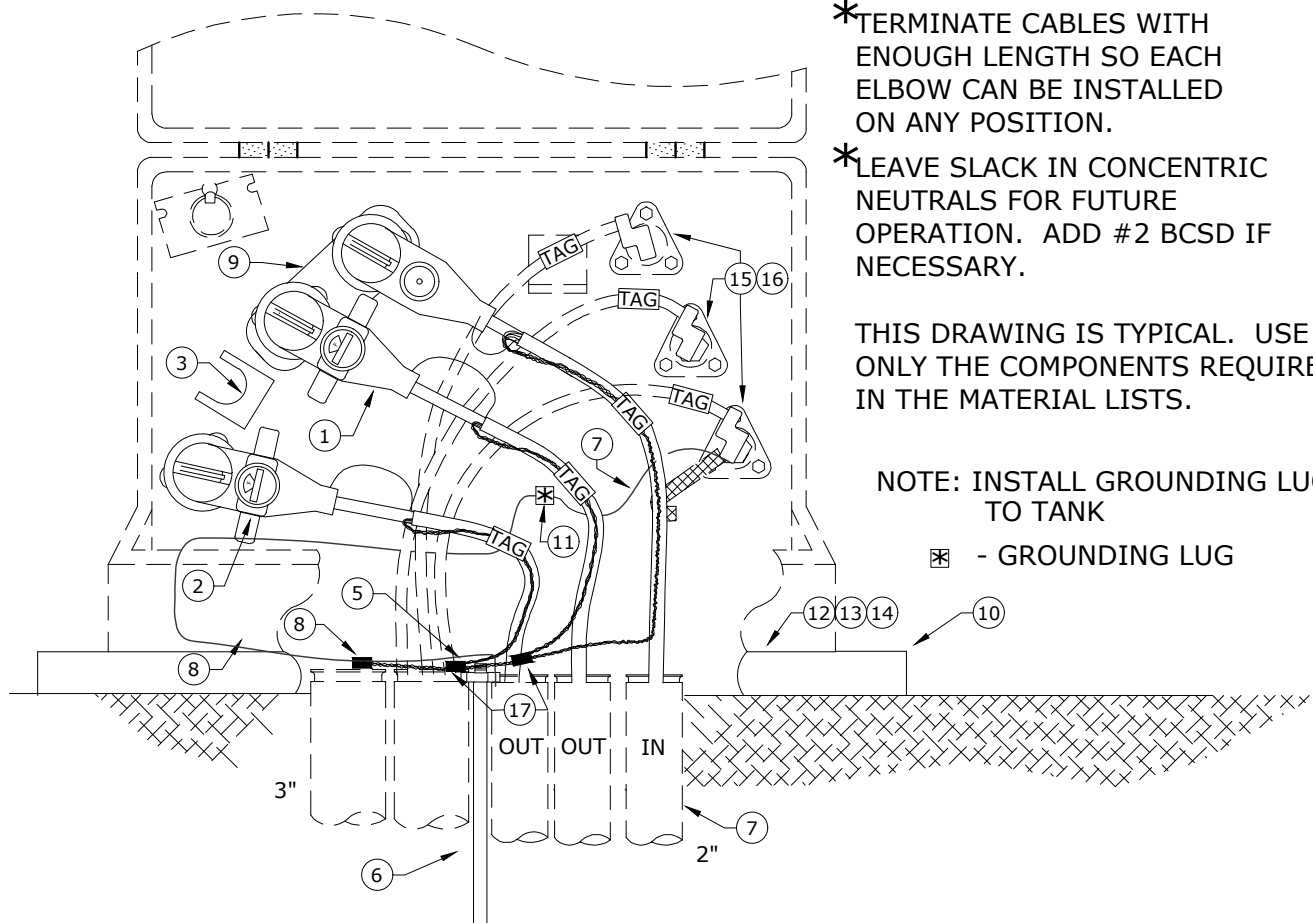 *TERMINATE CABLES WITH
ENOUGH LENGTH SO EACH
ELBOW CAN BE INSTALLED
ON ANY POSITION.
*LEAVE SLACK IN CONCENTRIC
NEUTRALS FOR FUTURE
OPERATION. ADD #2 BCSD IF
NECESSARY.
THIS DRAWING IS TYPICAL. USE
ONLY THE COMPONENTS REQUIRE
IN THE MATERIAL LISTS.
NOTE: INSTALL GROUNDING LUG
TO TANK
* - GROUNDING LUG
TAG
9
15 16
TAG
3
TAG
TAG
1
7
TAG
*
11
TAG
2
5
8
8
12 13 14
10
17
OUT OUT IN
3"
7
2"
6